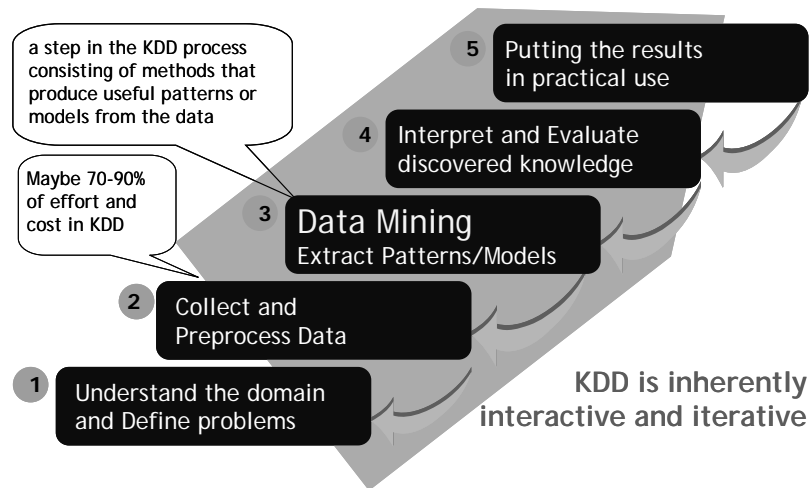 a step in the KDD process
consisting of methods that
produce useful patterns or
models from the data
Maybe 70-90%
of effort and
cost in KDD
5
Putting the results
in practical use
4
Interpret and Evaluate
discovered knowledge
3
Data Mining
Extract Patterns/Models
2
Collect and
Preprocess Data
1
Understand the domain
and Define problems
KDD is inherently
interactive and iterative